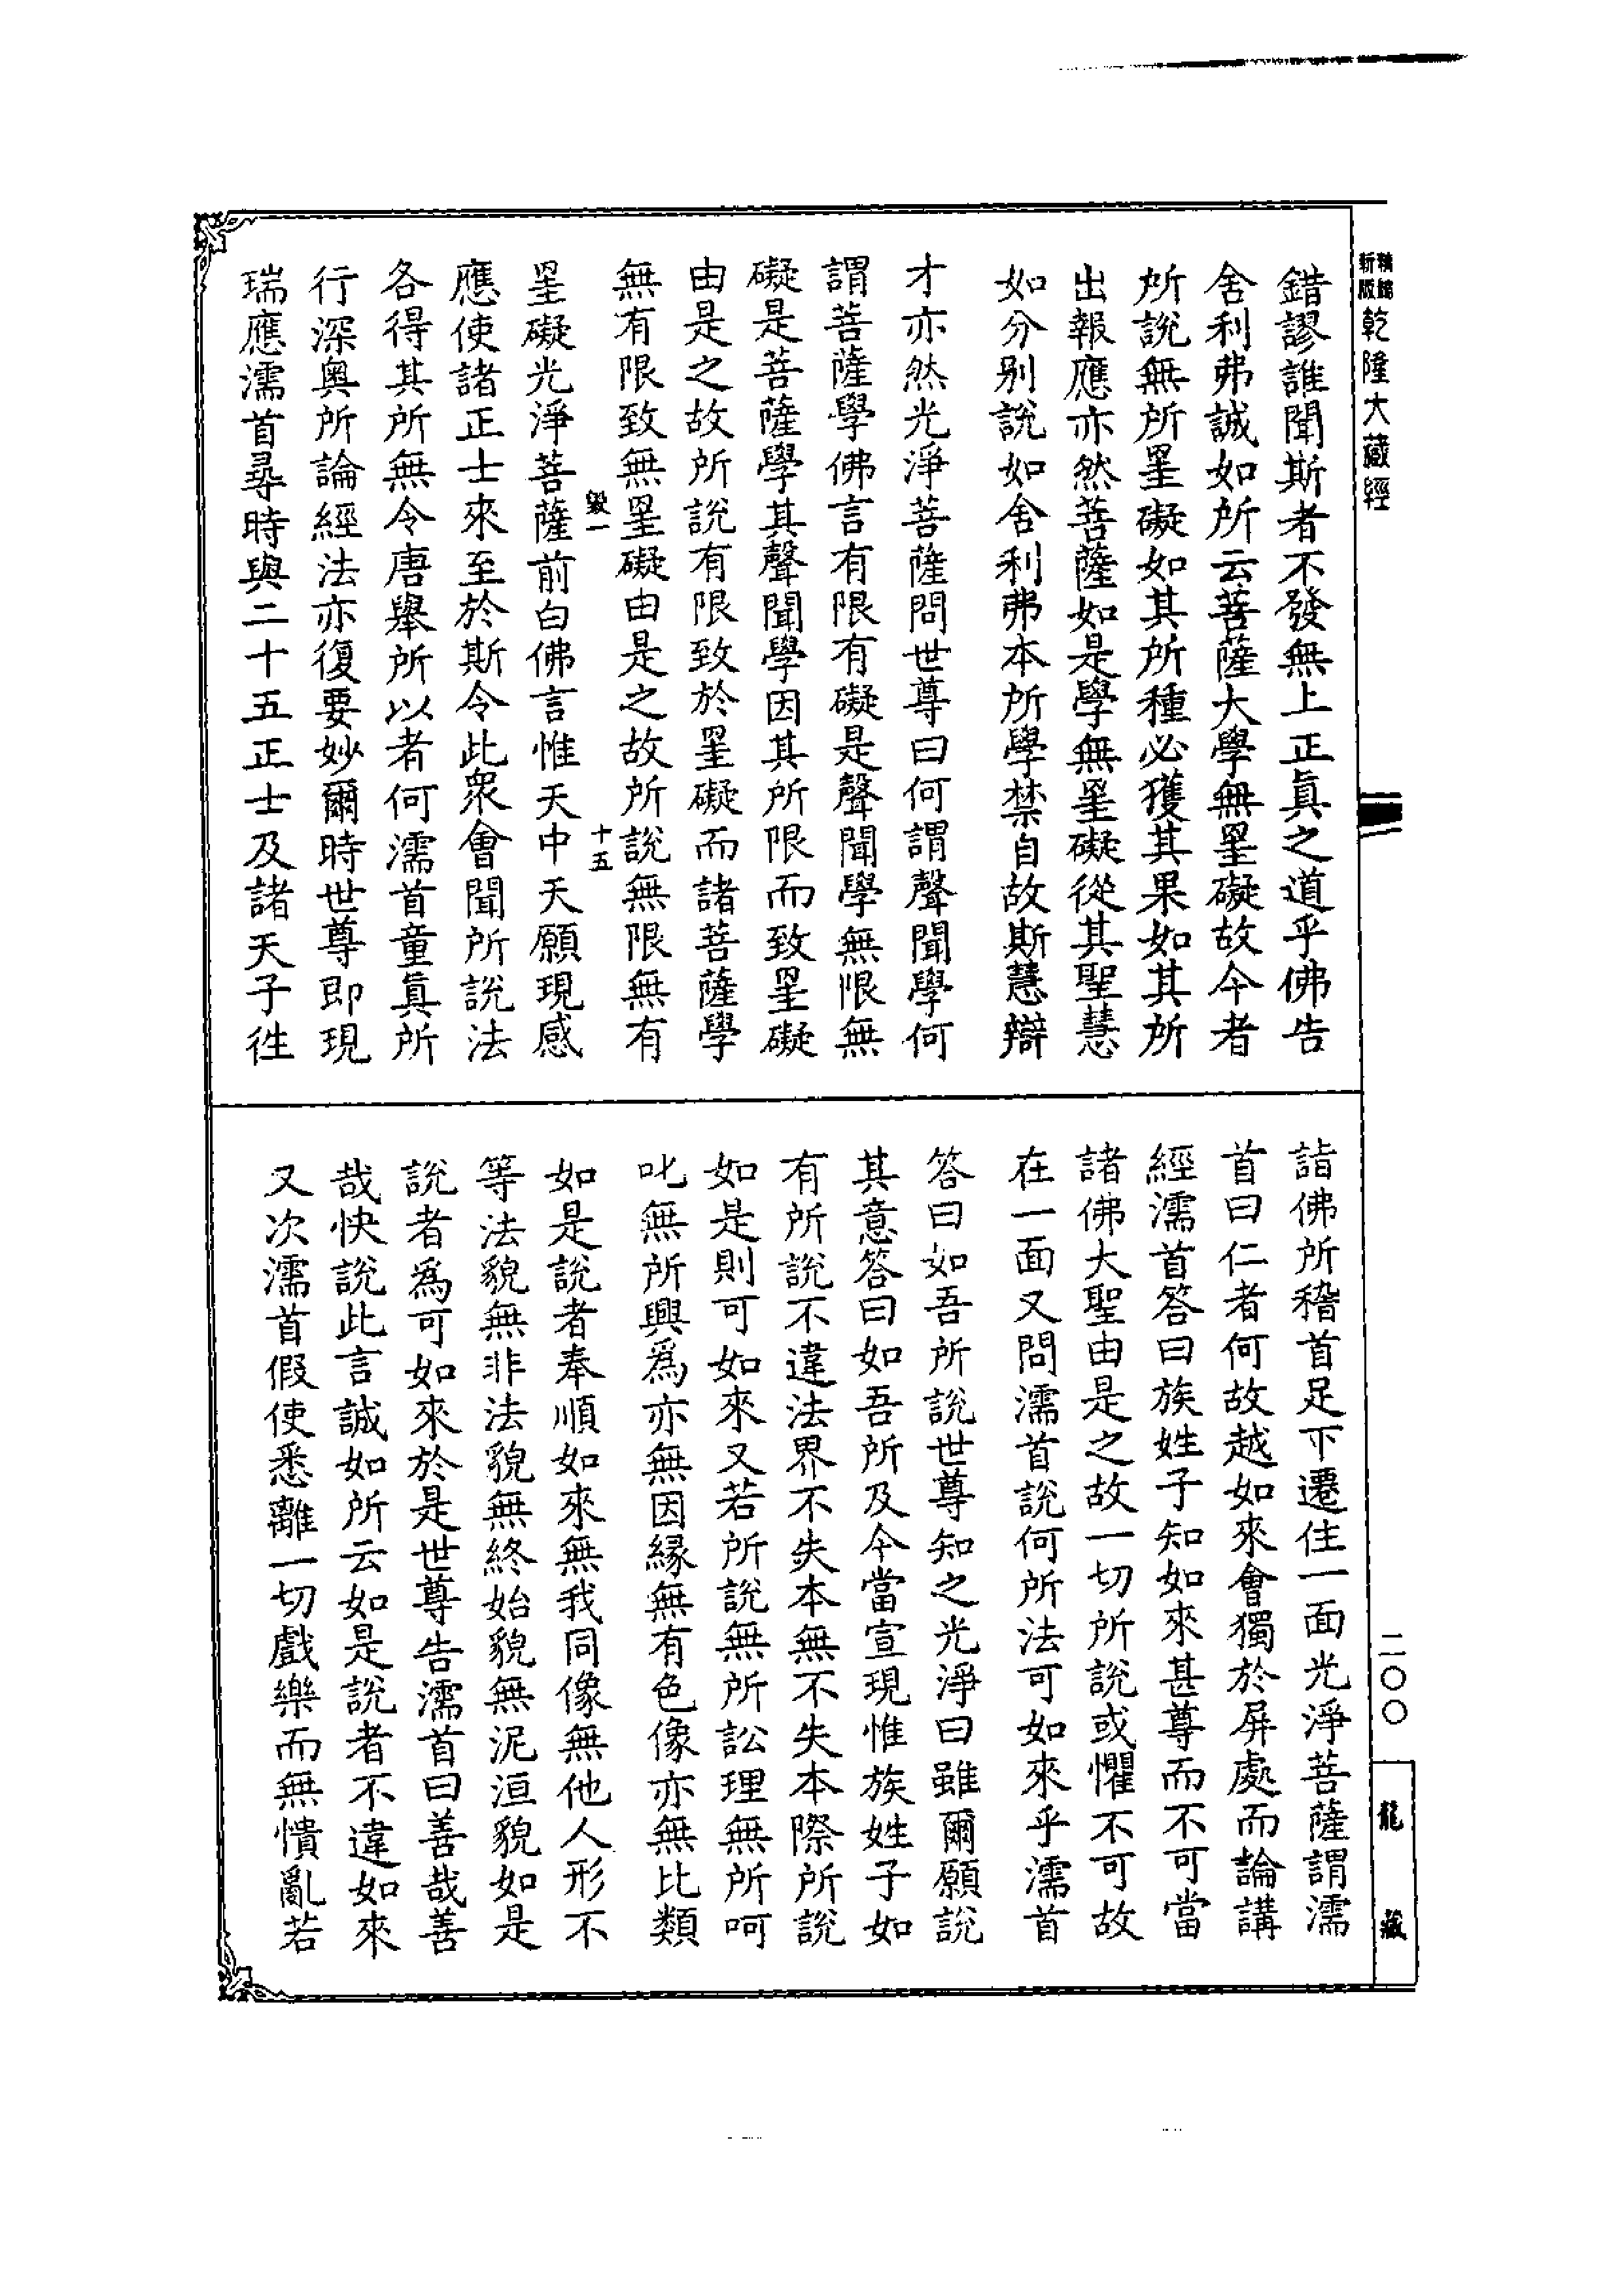 精縮
新版
乾隆大藏經
錯謬誰聞斯者不發無上正眞之道乎佛告
舍利弗誠如所云菩薩大學無罣礙故今者
所說無所罣礙如其所種必獲其果如其所
出報應亦然菩薩如是學無罣礙從其聖慧
如分別說如舍利弗本所學禁自故斯慧辯
才亦然光淨菩薩問世尊曰何謂聲聞學何
謂菩薩學佛言有限有礙是聲聞學無恨無
礙是菩薩學其聲聞學因其所限而致罣礙
由是之故所說有限致於罣礙而諸菩薩學
無有限致無罣礙由是之故所說無限無有
毀一
十五
罣礙光淨菩薩前白佛言惟天中天願現感
應使諸正士來至於斯令此衆會聞所說法
各得其所無令唐舉所以者何濡首童眞所
行深奧所論經法亦復要妙爾時世尊即現
瑞應濡首尋時與二十五正士及諸天子徃
詣佛所稽首足下遷住一面光淨菩薩謂濡
首曰仁者何故越如來會獨於屏處而論講
經濡首答曰族姓子知如來甚尊而不可當
諸佛大聖由是之故一切所說或懼不可故
在一面又問濡首說何所法可如來乎濡首
答曰如吾所說世尊知之光淨曰雖爾願說
其意答曰如吾所及今當宣現惟族姓子如
有所說不違法界不失本無不失本際所說
如是則可如來又若所說無所訟理無所呵
叱無所興爲亦無因緣無有色像亦無比類
如是說者奉順如來無我同像無他人形不
等法貌無非法貌無終始貌無泥洹貌如是
說者爲可如來於是世尊告濡首曰善哉善
哉快說此言誠如所云如是說者不違如來
又次濡首假使悉離一切戲樂而無憒亂若
二〇〇
龍藏